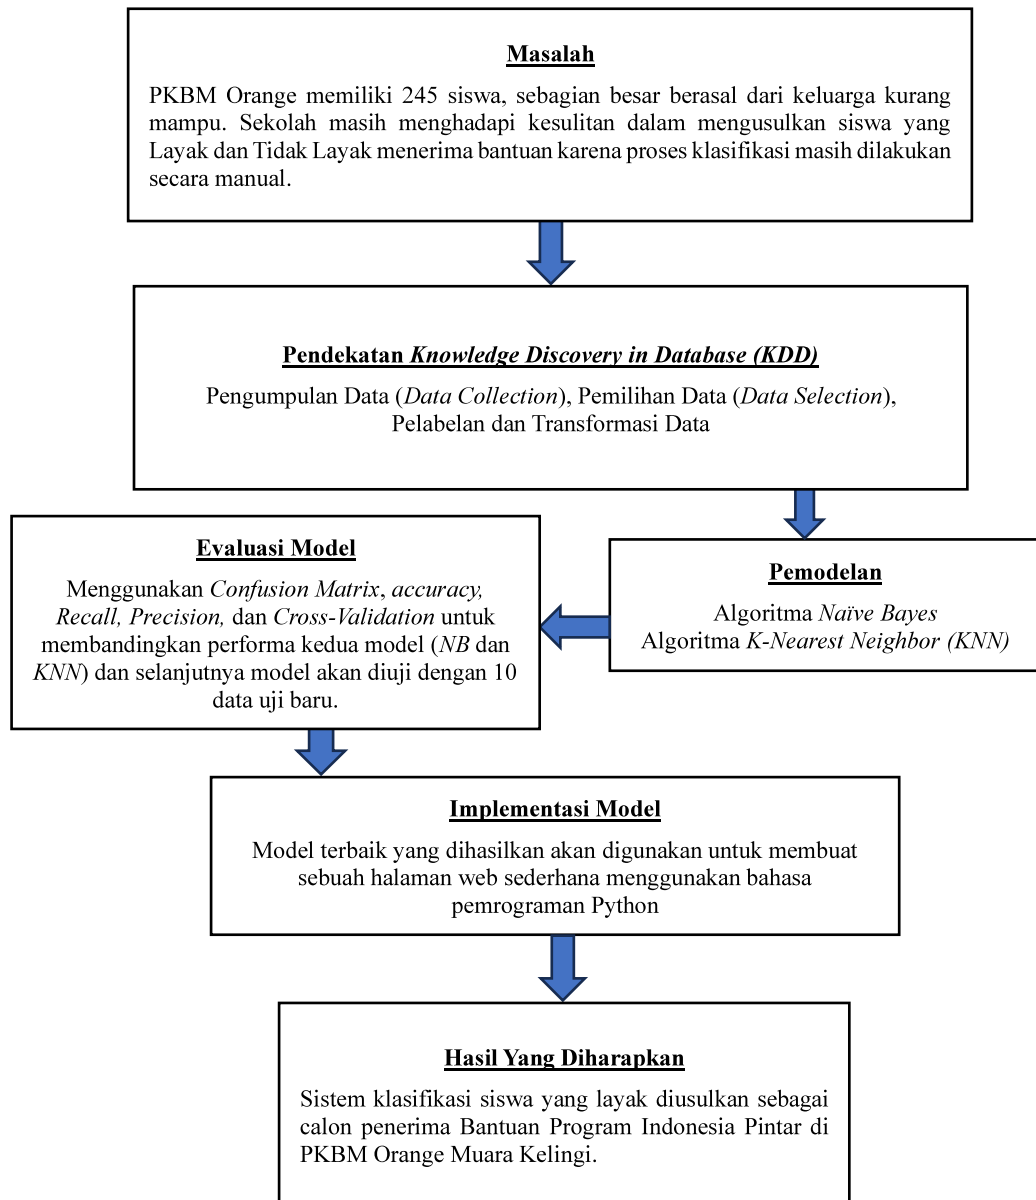 Masalah
PKBM Orange memiliki 245 siswa, sebagian besar berasal dari keluarga kurang
mampu. Sekolah masih menghadapi kesulitan dalam mengusulkan siswa yang
Layak dan Tidak Layak menerima bantuan karena proses klasifikasi masih dilakukan
secara manual.
Pendekatan Knowledge Discovery in Database (KDD)
Pengumpulan Data (Data Collection), Pemilihan Data (Data Selection),
Pelabelan dan Transformasi Data
Pemodelan
Algoritma Naïve Bayes
Algoritma K-Nearest Neighbor (KNN)
Evaluasi Model
Menggunakan Confusion Matrix, accuracy,
Recall, Precision, dan Cross-Validation untuk
membandingkan performa kedua model (NB dan
KNN) dan selanjutnya model akan diuji dengan 10
data uji baru.
Implementasi Model
Model terbaik yang dihasilkan akan digunakan untuk membuat
sebuah halaman web sederhana menggunakan bahasa
pemrograman Python
Hasil Yang Diharapkan
Sistem klasifikasi siswa yang layak diusulkan sebagai
calon penerima Bantuan Program Indonesia Pintar di
PKBM Orange Muara Kelingi.